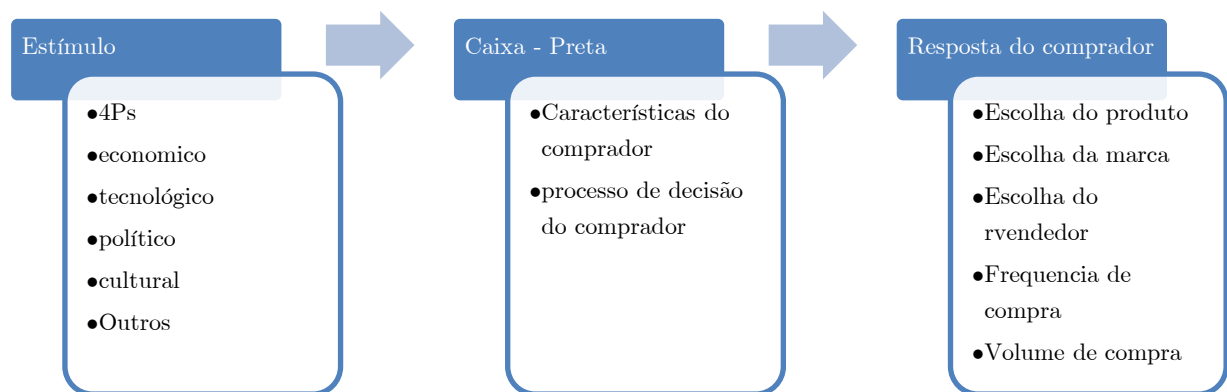 Estímulo
●4Ps
●economico
●tecnológico
●político
●cultural
●Outros
Caixa - Preta
●Características do
comprador
●processo de decisão
do comprador
Resposta do comprador
●Escolha do produto
●Escolha da marca
●Escolha do
rvendedor
●Frequencia de
compra
●Volume de compra